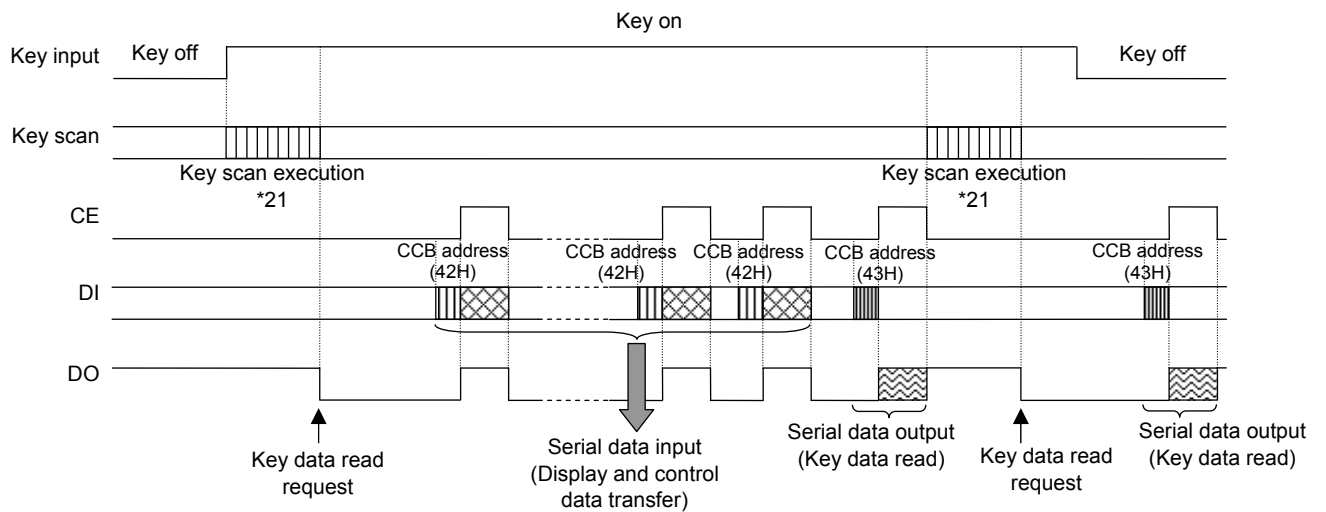 Key on
Key input
Key off
Key off
Key scan
Key scan execution
*21
Key scan execution
*21
CE
CCB address
(42H)
CCB address
(42H)
CCB address
(42H)
CCB address
(43H)
CCB address
(43H)
DI
DO
Key data read
request
Serial data input
(Display and control
data transfer)
Serial data output
(Key data read)
Key data read
request
Serial data output
(Key data read)